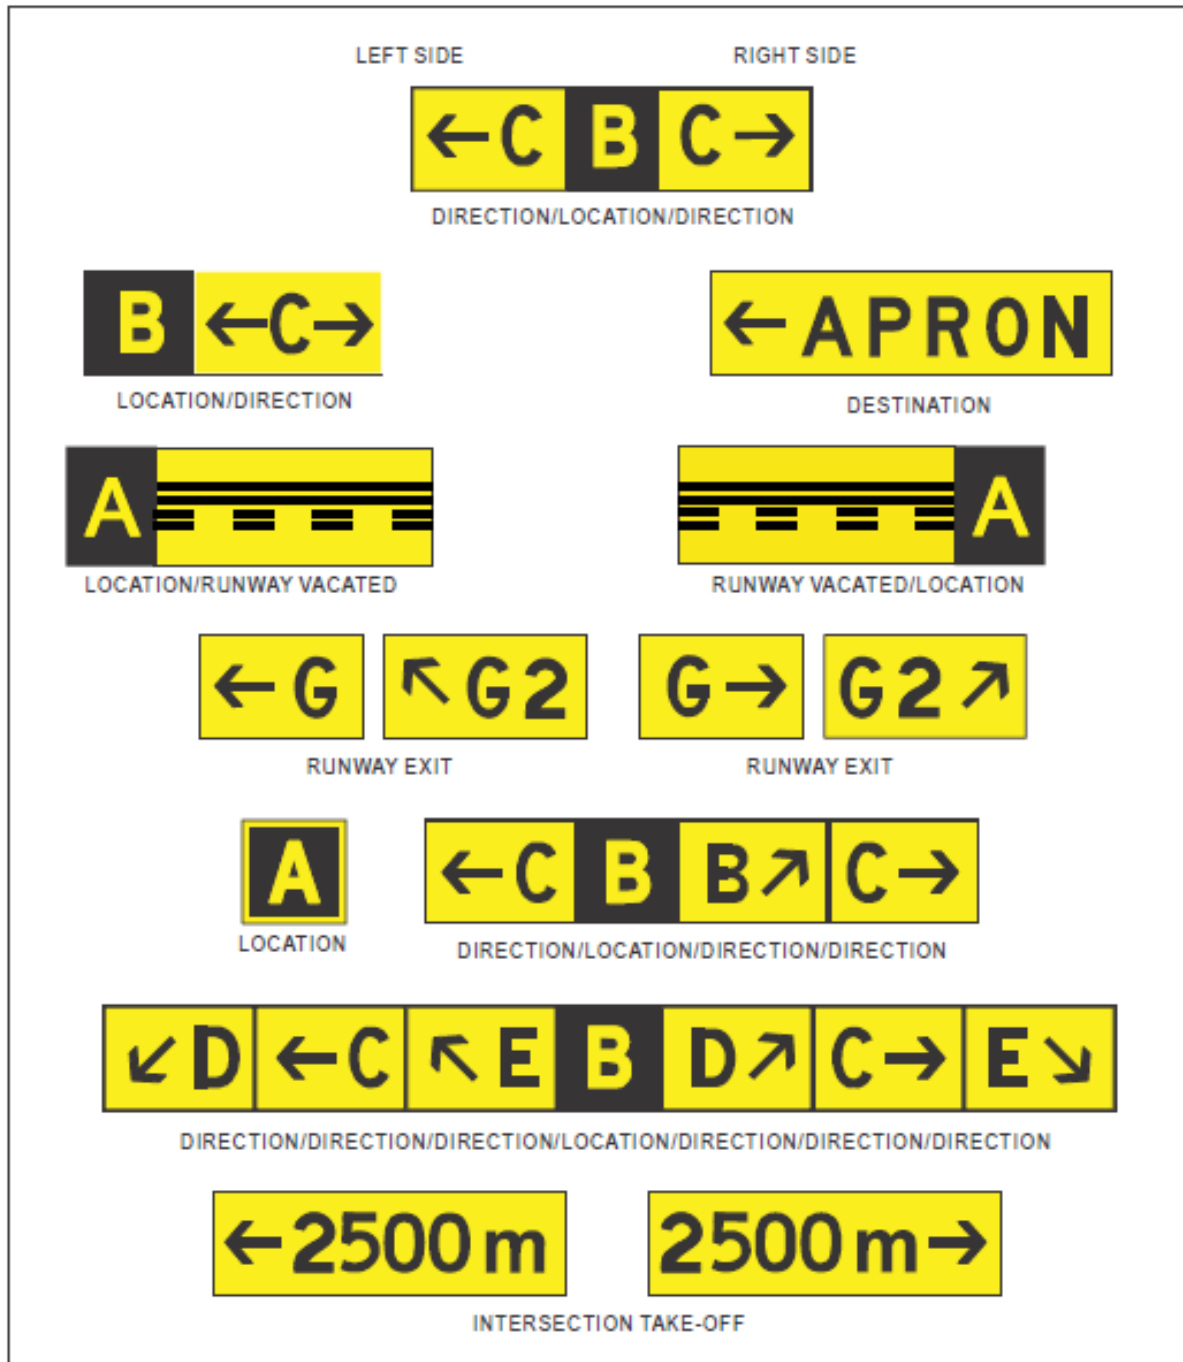 LEFT SIDE RIGHT SIDE
←C B C→
DIRECTION/LOCATION/DIRECTION
B ←C→
←APRON
LOCATION/DIRECTION
DESTINATION
A
A
LOCATION/RUNWAY VACATED
RUNWAY VACATED/LOCATION
←G ↖G2
G→ G2↗
RUNWAY EXIT
RUNWAY EXIT
A
←C B B↗ C→
LOCATION
DIRECTION/LOCATION/DIRECTION/DIRECTION
↙D ←C ↖E B D↗ C→ E↘
DIRECTION/DIRECTION/DIRECTION/LOCATION/DIRECTION/DIRECTION/DIRECTION
←2500m
2500m→
INTERSECTION TAKE-OFF